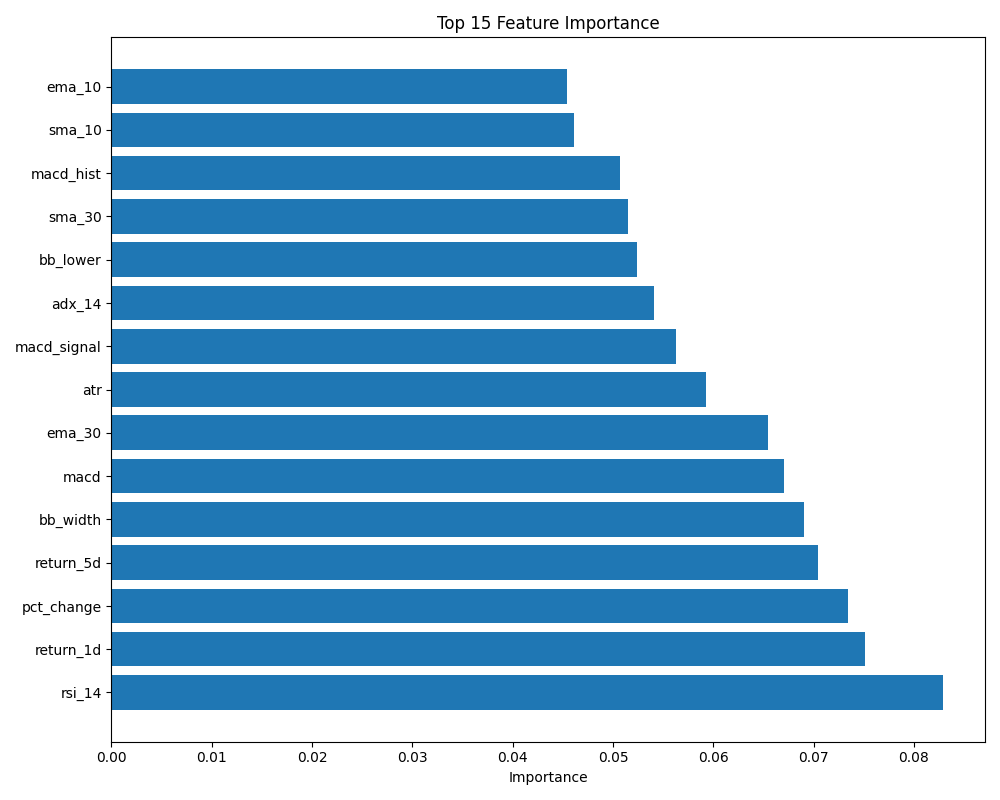 Top 15 Feature Importance
ema_10
sma_10
macd_hist
sma_30
bb_lower
adx_14
macd_signal
atr
ema_30
macd
bb_width
return_5d
pct_change
return_1d
rsi_14
0.00 0.01 0.02 0.03 0.04 0.05 0.06 0.07 0.08
Importance